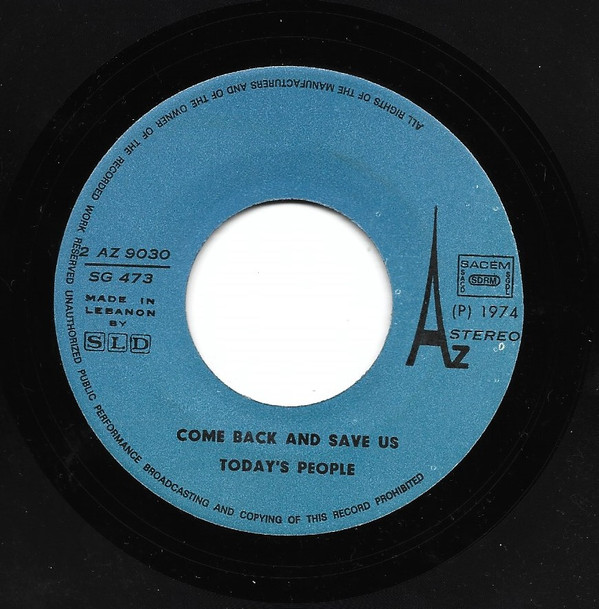 ALL RIGHTS OF THE MANUFACTURERS AND OF THE OWNER OF THE RECORDED WORK RESERVED UNAUTHORIZED PUBLIC PERFORMANCE BROADCASTING AND COPYING OF THIS RECORD PROHIBITED
2 AZ 9030
SG 473
MADE IN
LEBANON
BY
SLD
AZ
SACEM
SACD SDRM SGDL
(P) 1974
STEREO
COME BACK AND SAVE US
TODAY'S PEOPLE